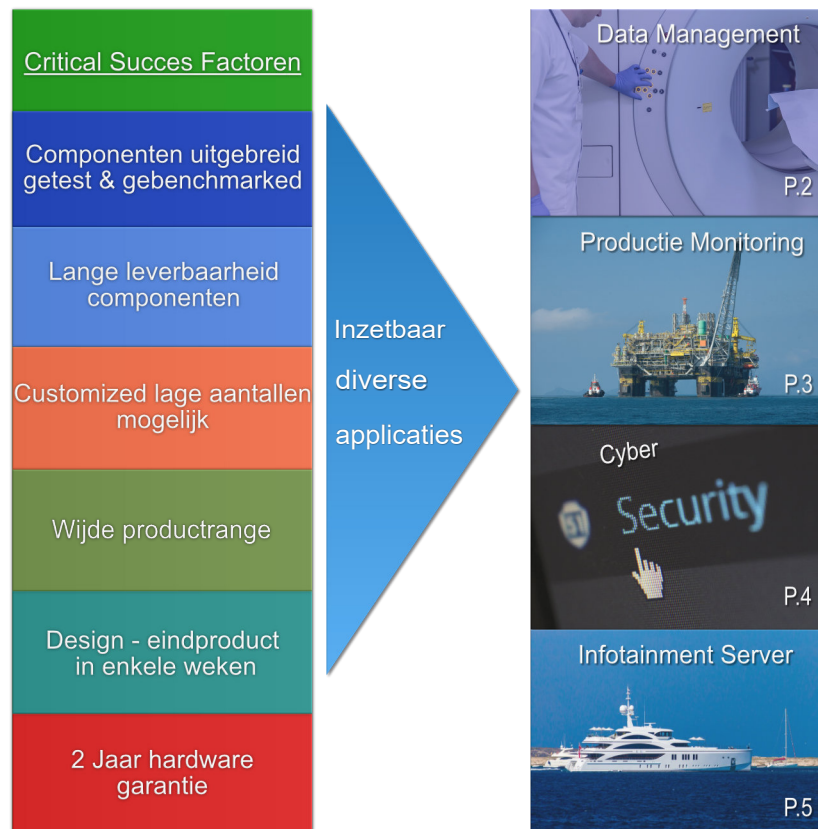 Critical Succes Factoren
Componenten uitgebreid
getest & gebenchmarked
Lange leverbaarheid
componenten
Customized lage aantallen
mogelijk
Wijde productrange
Design - eindproduct
in enkele weken
2 Jaar hardware
garantie
Inzetbaar
diverse
applicaties
Data Management
P.2
Productie Monitoring
P.3
Cyber
Security
P.4
Infotainment Server
P.5